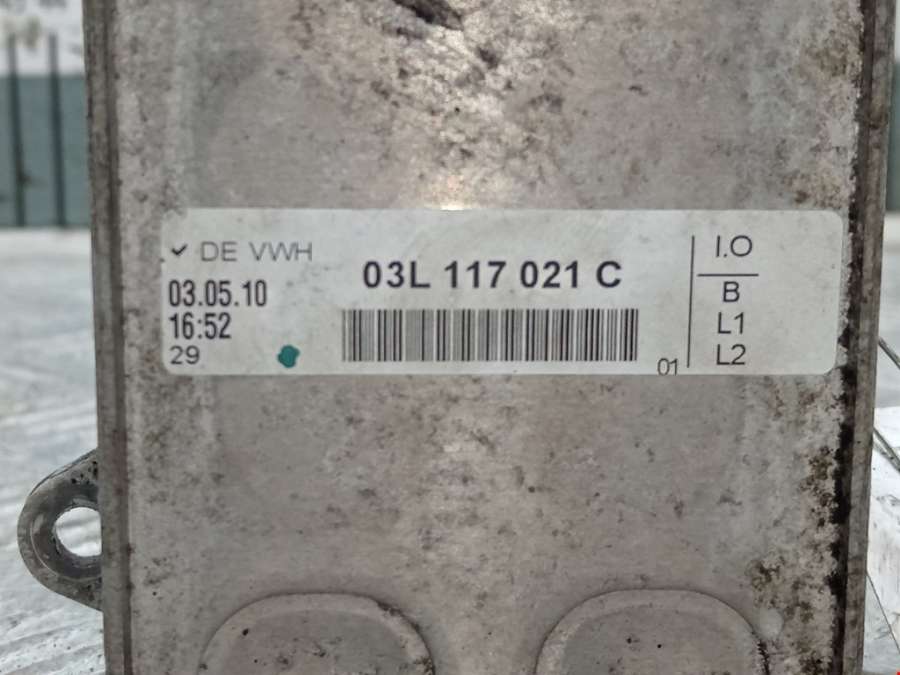 DE VWH
03L 117 021 C
03.05.10
16:52
29
01
I.O
B
L1
L2